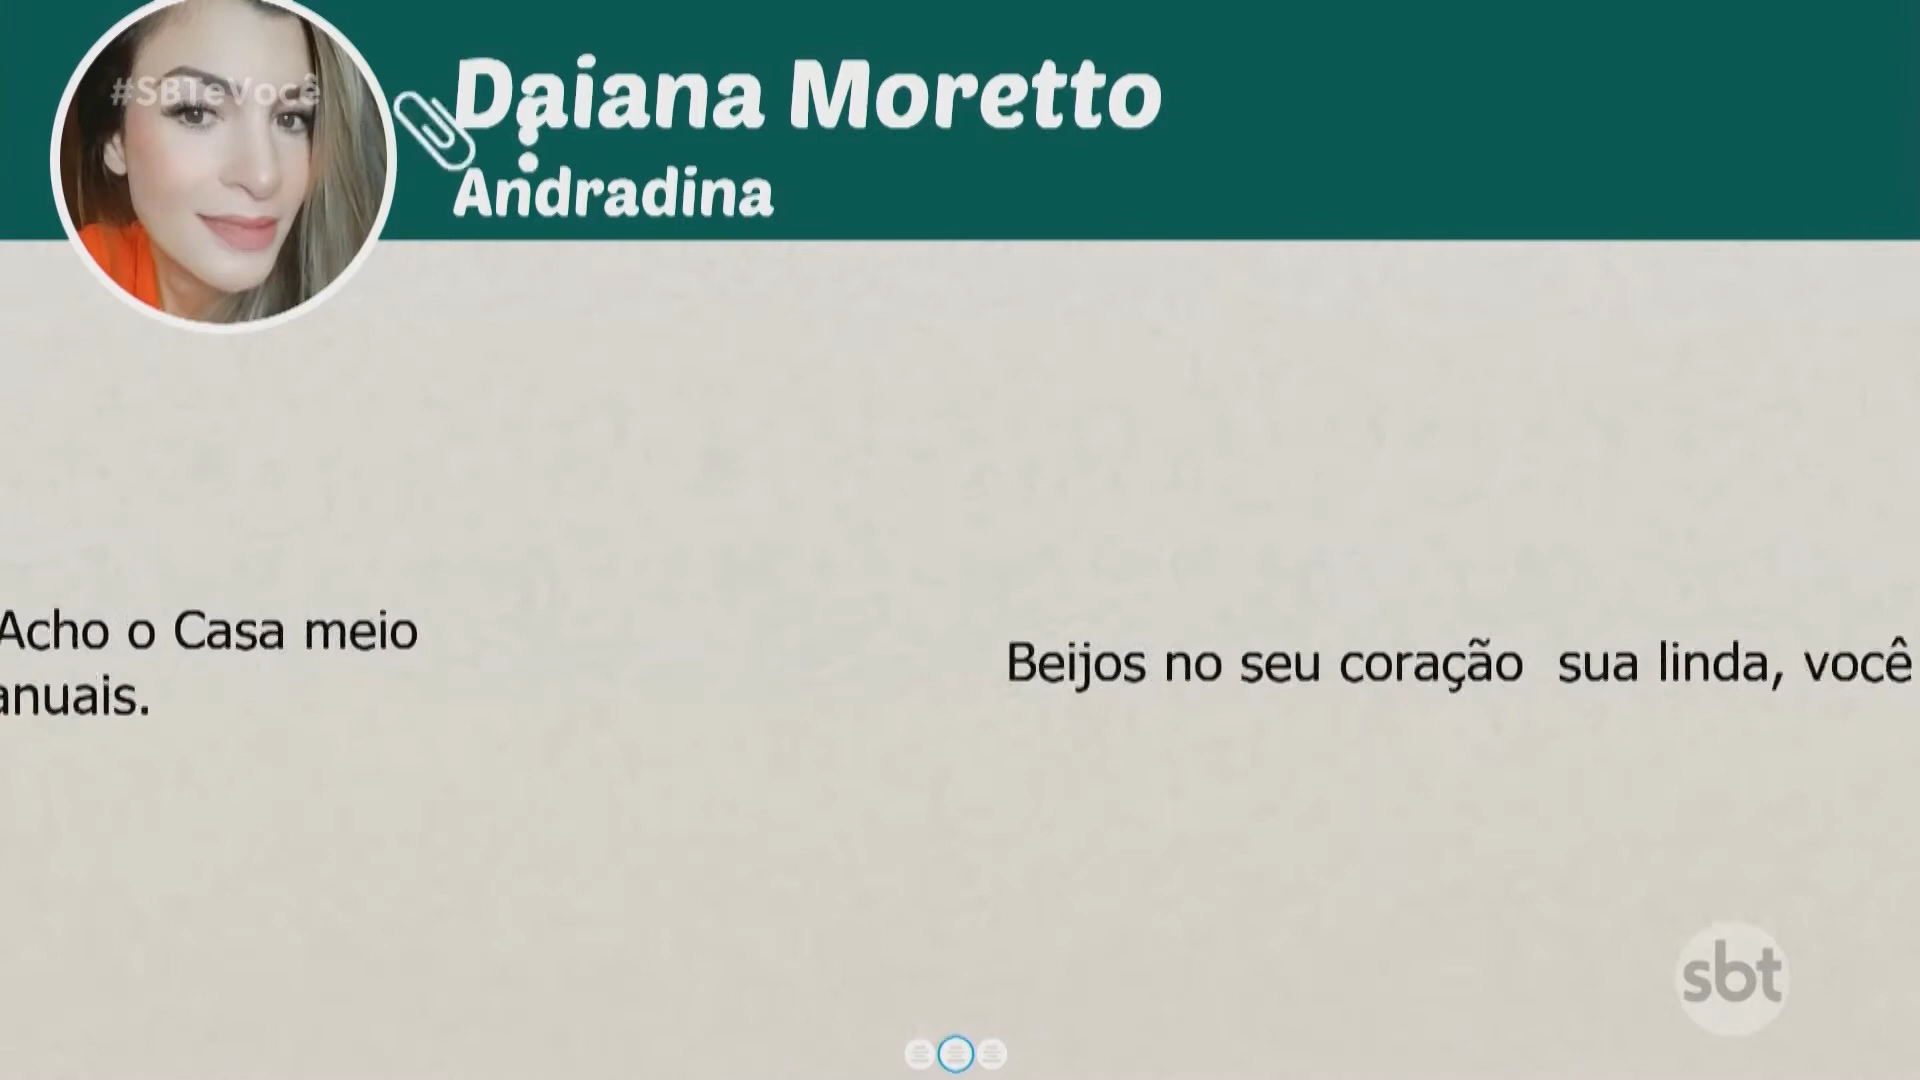 #SBTeVocê
Daiana Moretto
Andradina
Acho o Casa meio
anuais.
Beijos no seu coração sua linda, você
sbt